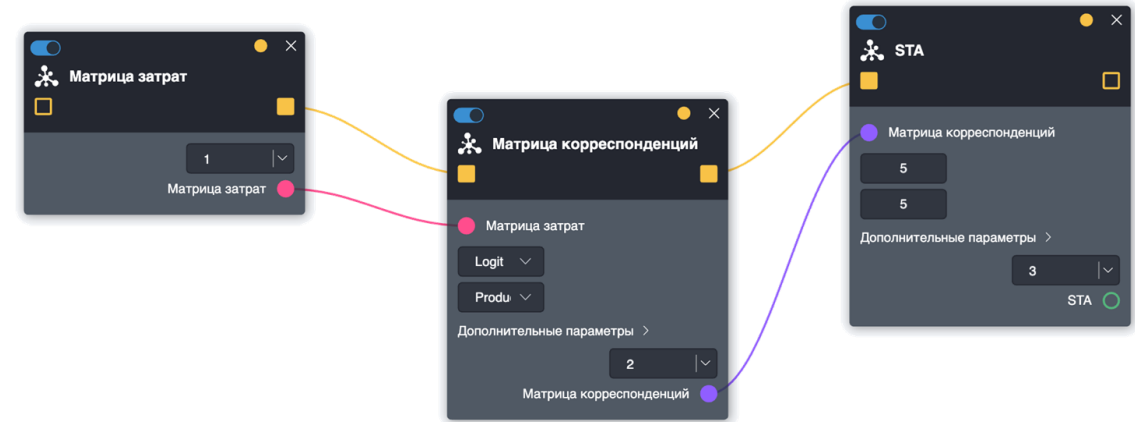 Матрица затрат
1
Матрица затрат
Матрица корреспонденций
Матрица затрат
Logit
Produ
Дополнительные параметры
2
Матрица корреспонденций
STA
Матрица корреспонденций
5
5
Дополнительные параметры
3
STA